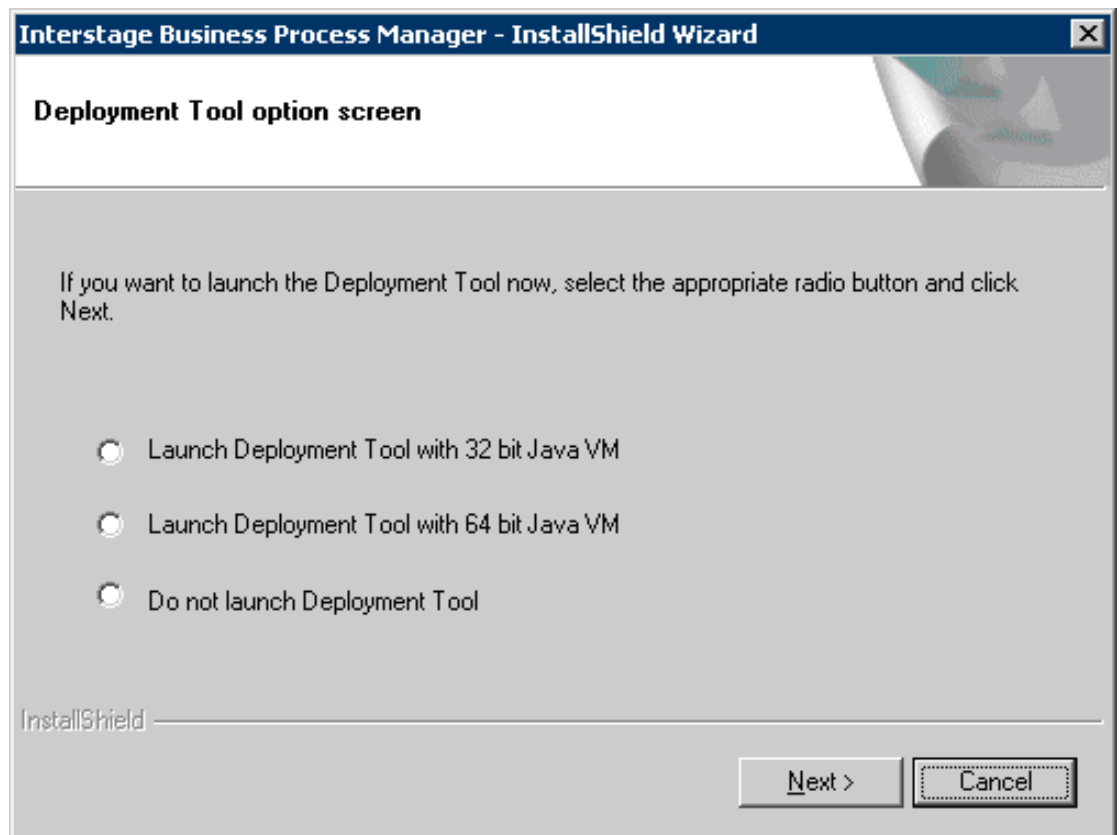 Interstage Business Process Manager - InstallShield Wizard
Deployment Tool option screen
If you want to launch the Deployment Tool now, select the appropriate radio button and click
Next.
Launch Deployment Tool with 32 bit Java VM
Launch Deployment Tool with 64 bit Java VM
Do not launch Deployment Tool
InstallShield
Next >
Cancel